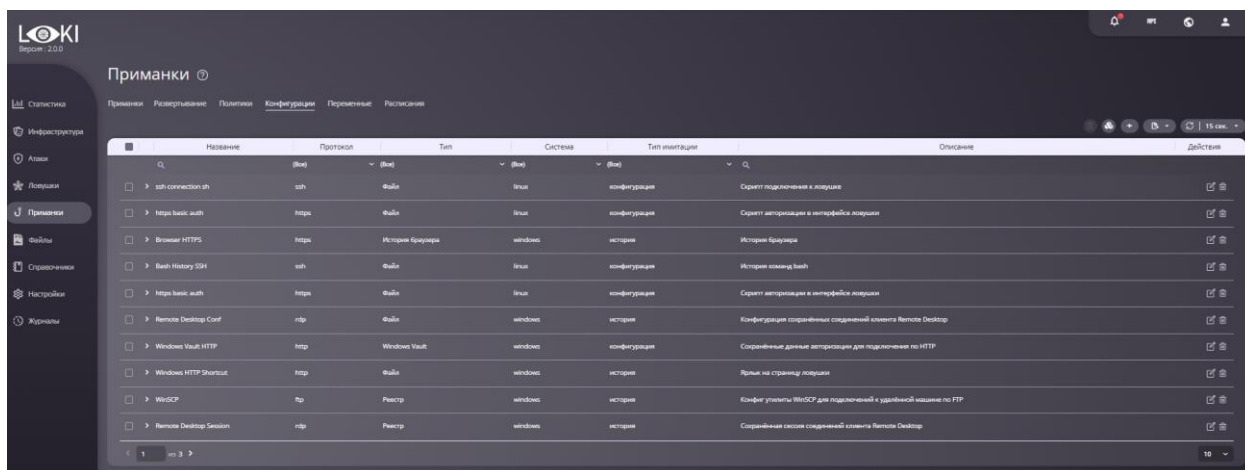 LOKI
Версия : 2.0.0
Приманки
Статистика
Инфраструктура
Атаки
Ловушки
Приманки
Файлы
Справочники
Настройки
Журналы
Приманки Развертывание Политики Конфигурации Переменные Расписания
15 сек.
Название Протокол Тип Система Тип имитации Описание Действия
(Все) (Все) (Все) (Все)
ssh connection sh ssh Файл linux конфигурация Скрипт подключения к ловушке
https basic auth https Файл linux конфигурация Скрипт авторизации в интерфейсе ловушки
Browser HTTPS https История браузера windows история История браузера
Bash History SSH ssh Файл linux конфигурация История команд bash
https basic auth https Файл linux конфигурация Скрипт авторизации в интерфейсе ловушки
Remote Desktop Conf rdp Файл windows история Конфигурация сохранённых соединений клиента Remote Desktop
Windows Vault HTTP http Windows Vault windows конфигурация Сохранённые данные авторизации для подключения по HTTP
Windows HTTP Shortcut http Файл windows история Ярлык на страницу ловушки
WinSCP ftp Реестр windows история Конфиг утилиты WinSCP для подключений к удалённой машине по FTP
Remote Desktop Session rdp Реестр windows история Сохранённая сессия соединений клиента Remote Desktop
1 из 3
10